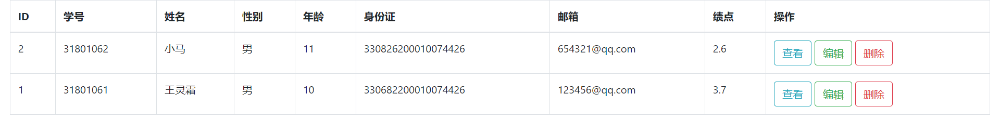 ID 学号 姓名 性别 年龄 身份证 邮箱 绩点 操作
2 31801062 小马 男 11 330826200010074426 654321@qq.com 2.6 查看 编辑 删除
1 31801061 王灵霜 男 10 330682200010074426 123456@qq.com 3.7 查看 编辑 删除